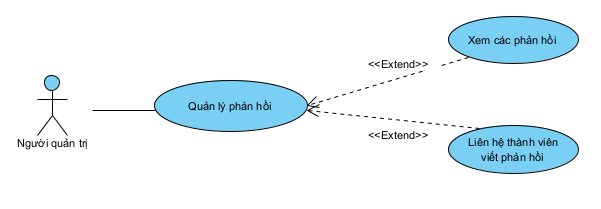 Xem các phản hồi
<<Extend>>
Quản lý phản hồi
<<Extend>>
Người quản trị
Liên hệ thành viên
viết phản hồi